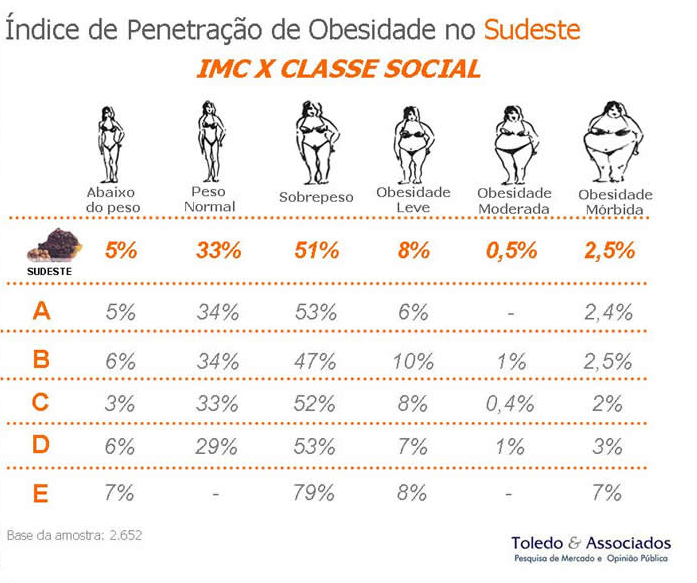 Índice de Penetração de Obesidade no Sudeste
IMC X CLASSE SOCIAL
Abaixo do peso
Peso Normal
Sobrepeso
Obesidade Leve
Obesidade Moderada
Obesidade Mórbida
SUDESTE 5% 33% 51% 8% 0,5% 2,5%
A 5% 34% 53% 6% - 2,4%
B 6% 34% 47% 10% 1% 2,5%
C 3% 33% 52% 8% 0,4% 2%
D 6% 29% 53% 7% 1% 3%
E 7% - 79% 8% - 7%
Base da amostra: 2.652
Toledo & Associados
Pesquisa de Mercado e Opinião Pública